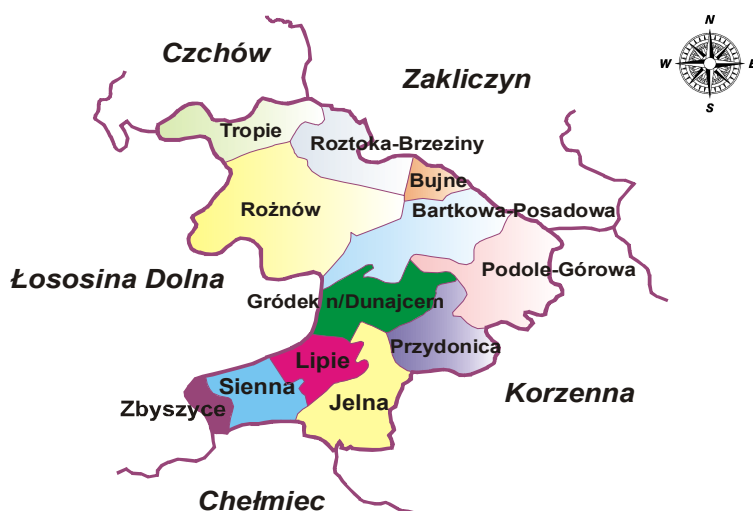 N
Czchów
Zakliczyn
W E
S
Tropie
Roztoka-Brzeziny
Bujne
Rożnów
Bartkowa-Posadowa
Łososina Dolna
Podole-Górowa
Gródek n/Dunajcem
Przydonica
Lipie
Sienna
Korzenna
Zbyszyce
Jelna
Chełmiec